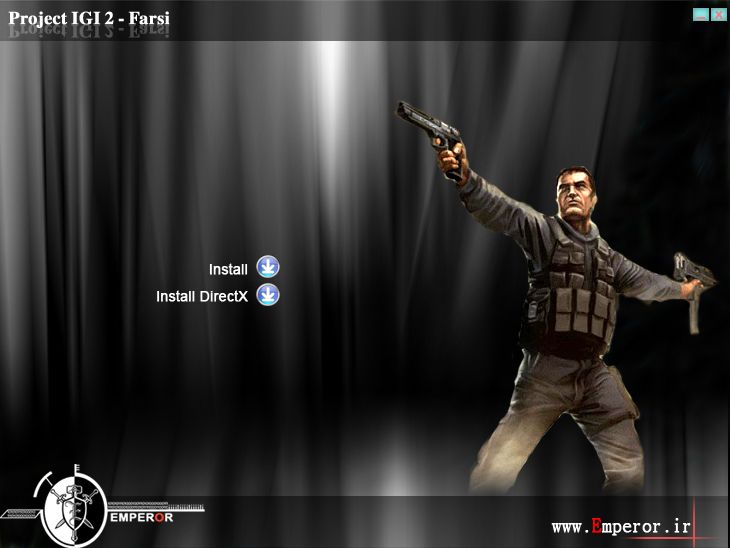 Project IGI 2 - Farsi
Install
Install DirectX
EMPEROR
www.Emperor.ir